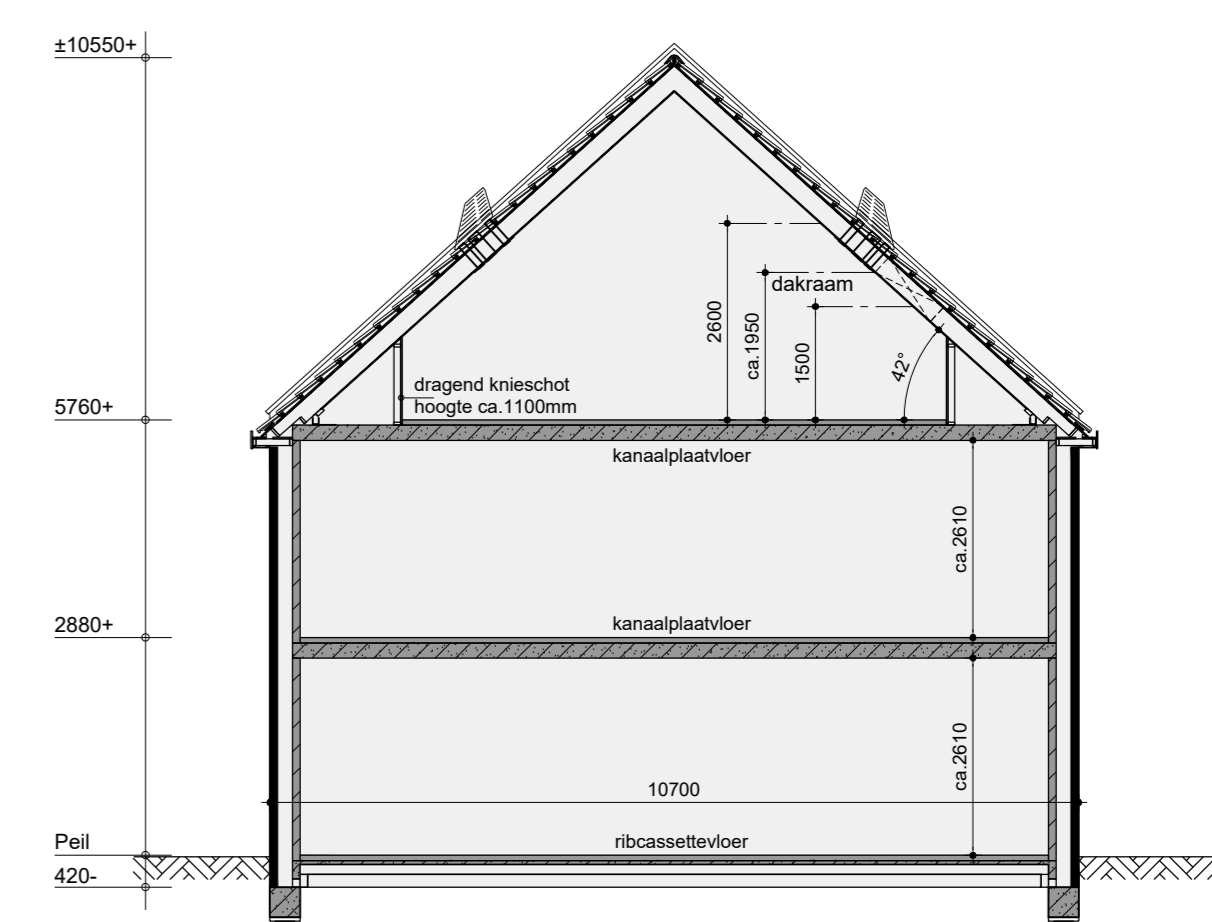 ±10550+
2600
ca.1950
dakraam
1500
42°
dragend knieschot
hoogte ca.1100mm
5760+
kanaalplaatvloer
ca.2610
2880+
kanaalplaatvloer
ca.2610
10700
Peil
ribcassettevloer
420-